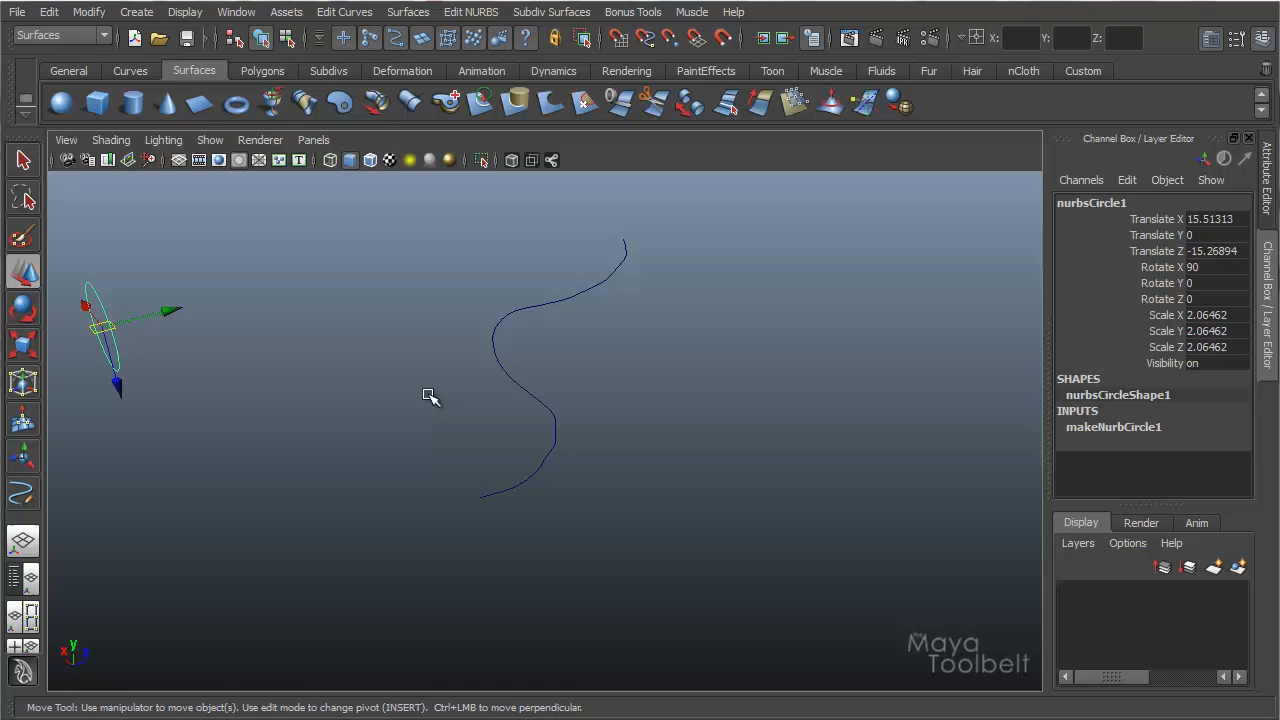 File Edit Modify Create Display Window Assets Edit Curves Surfaces Edit NURBS Subdiv Surfaces Bonus Tools Muscle Help
Surfaces X: Y: Z:
General Curves Surfaces Polygons Subdivs Deformation Animation Dynamics Rendering PaintEffects Toon Muscle Fluids Fur Hair nCloth Custom
View Shading Lighting Show Renderer Panels
Channel Box / Layer Editor
Channels Edit Object Show
nurbsCircle1
Translate X 15.51313
Translate Y 0
Translate Z -15.26894
Rotate X 90
Rotate Y 0
Rotate Z 0
Scale X 2.06462
Scale Y 2.06462
Scale Z 2.06462
Visibility on
SHAPES
nurbsCircleShape1
INPUTS
makeNurbCircle1
Attribute Editor
Channel Box / Layer Editor
Display Render Anim
Layers Options Help
y
x
z
the Maya
Toolbelt
Move Tool: Use manipulator to move object(s). Use edit mode to change pivot (INSERT). Ctrl+LMB to move perpendicular.